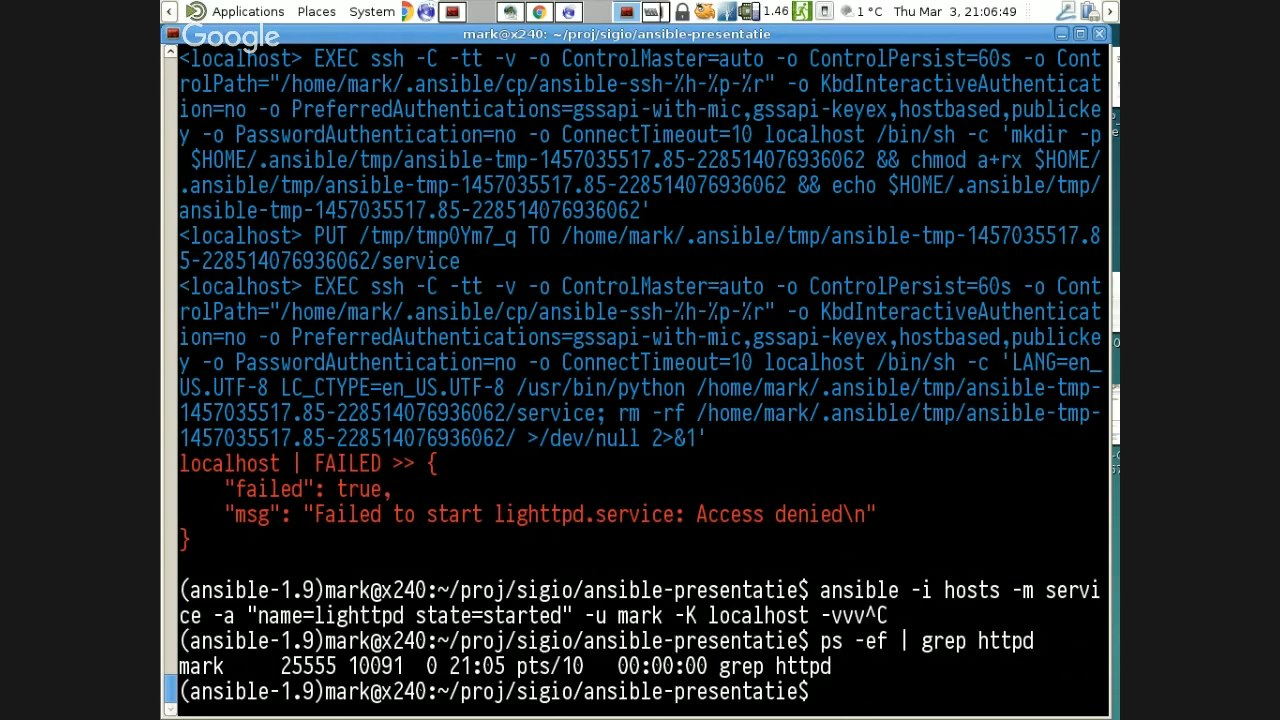 Applications Places System 1.46 1 °C Thu Mar 3, 21:06:49
mark@x240: ~/proj/sigio/ansible-presentatie
Google
<localhost> EXEC ssh -C -tt -v -o ControlMaster=auto -o ControlPersist=60s -o Cont
rolPath="/home/mark/.ansible/cp/ansible-ssh-%h-%p-%r" -o KbdInteractiveAuthenticat
ion=no -o PreferredAuthentications=gssapi-with-mic,gssapi-keyex,hostbased,publicke
y -o PasswordAuthentication=no -o ConnectTimeout=10 localhost /bin/sh -c 'mkdir -p
 $HOME/.ansible/tmp/ansible-tmp-1457035517.85-228514076936062 && chmod a+rx $HOME/
.ansible/tmp/ansible-tmp-1457035517.85-228514076936062 && echo $HOME/.ansible/tmp/
ansible-tmp-1457035517.85-228514076936062'
<localhost> PUT /tmp/tmp0Ym7_q TO /home/mark/.ansible/tmp/ansible-tmp-1457035517.8
5-228514076936062/service
<localhost> EXEC ssh -C -tt -v -o ControlMaster=auto -o ControlPersist=60s -o Cont
rolPath="/home/mark/.ansible/cp/ansible-ssh-%h-%p-%r" -o KbdInteractiveAuthenticat
ion=no -o PreferredAuthentications=gssapi-with-mic,gssapi-keyex,hostbased,publicke
y -o PasswordAuthentication=no -o ConnectTimeout=10 localhost /bin/sh -c 'LANG=en_
US.UTF-8 LC_CTYPE=en_US.UTF-8 /usr/bin/python /home/mark/.ansible/tmp/ansible-tmp-
1457035517.85-228514076936062/service; rm -rf /home/mark/.ansible/tmp/ansible-tmp-
1457035517.85-228514076936062/ >/dev/null 2>&1'
localhost | FAILED >> {
    "failed": true,
    "msg": "Failed to start lighttpd.service: Access denied\n"
}
(ansible-1.9)mark@x240:~/proj/sigio/ansible-presentatie$ ansible -i hosts -m servi
ce -a "name=lighttpd state=started" -u mark -K localhost -vvv^C
(ansible-1.9)mark@x240:~/proj/sigio/ansible-presentatie$ ps -ef | grep httpd
mark     25555 10091  0 21:05 pts/10   00:00:00 grep httpd
(ansible-1.9)mark@x240:~/proj/sigio/ansible-presentatie$